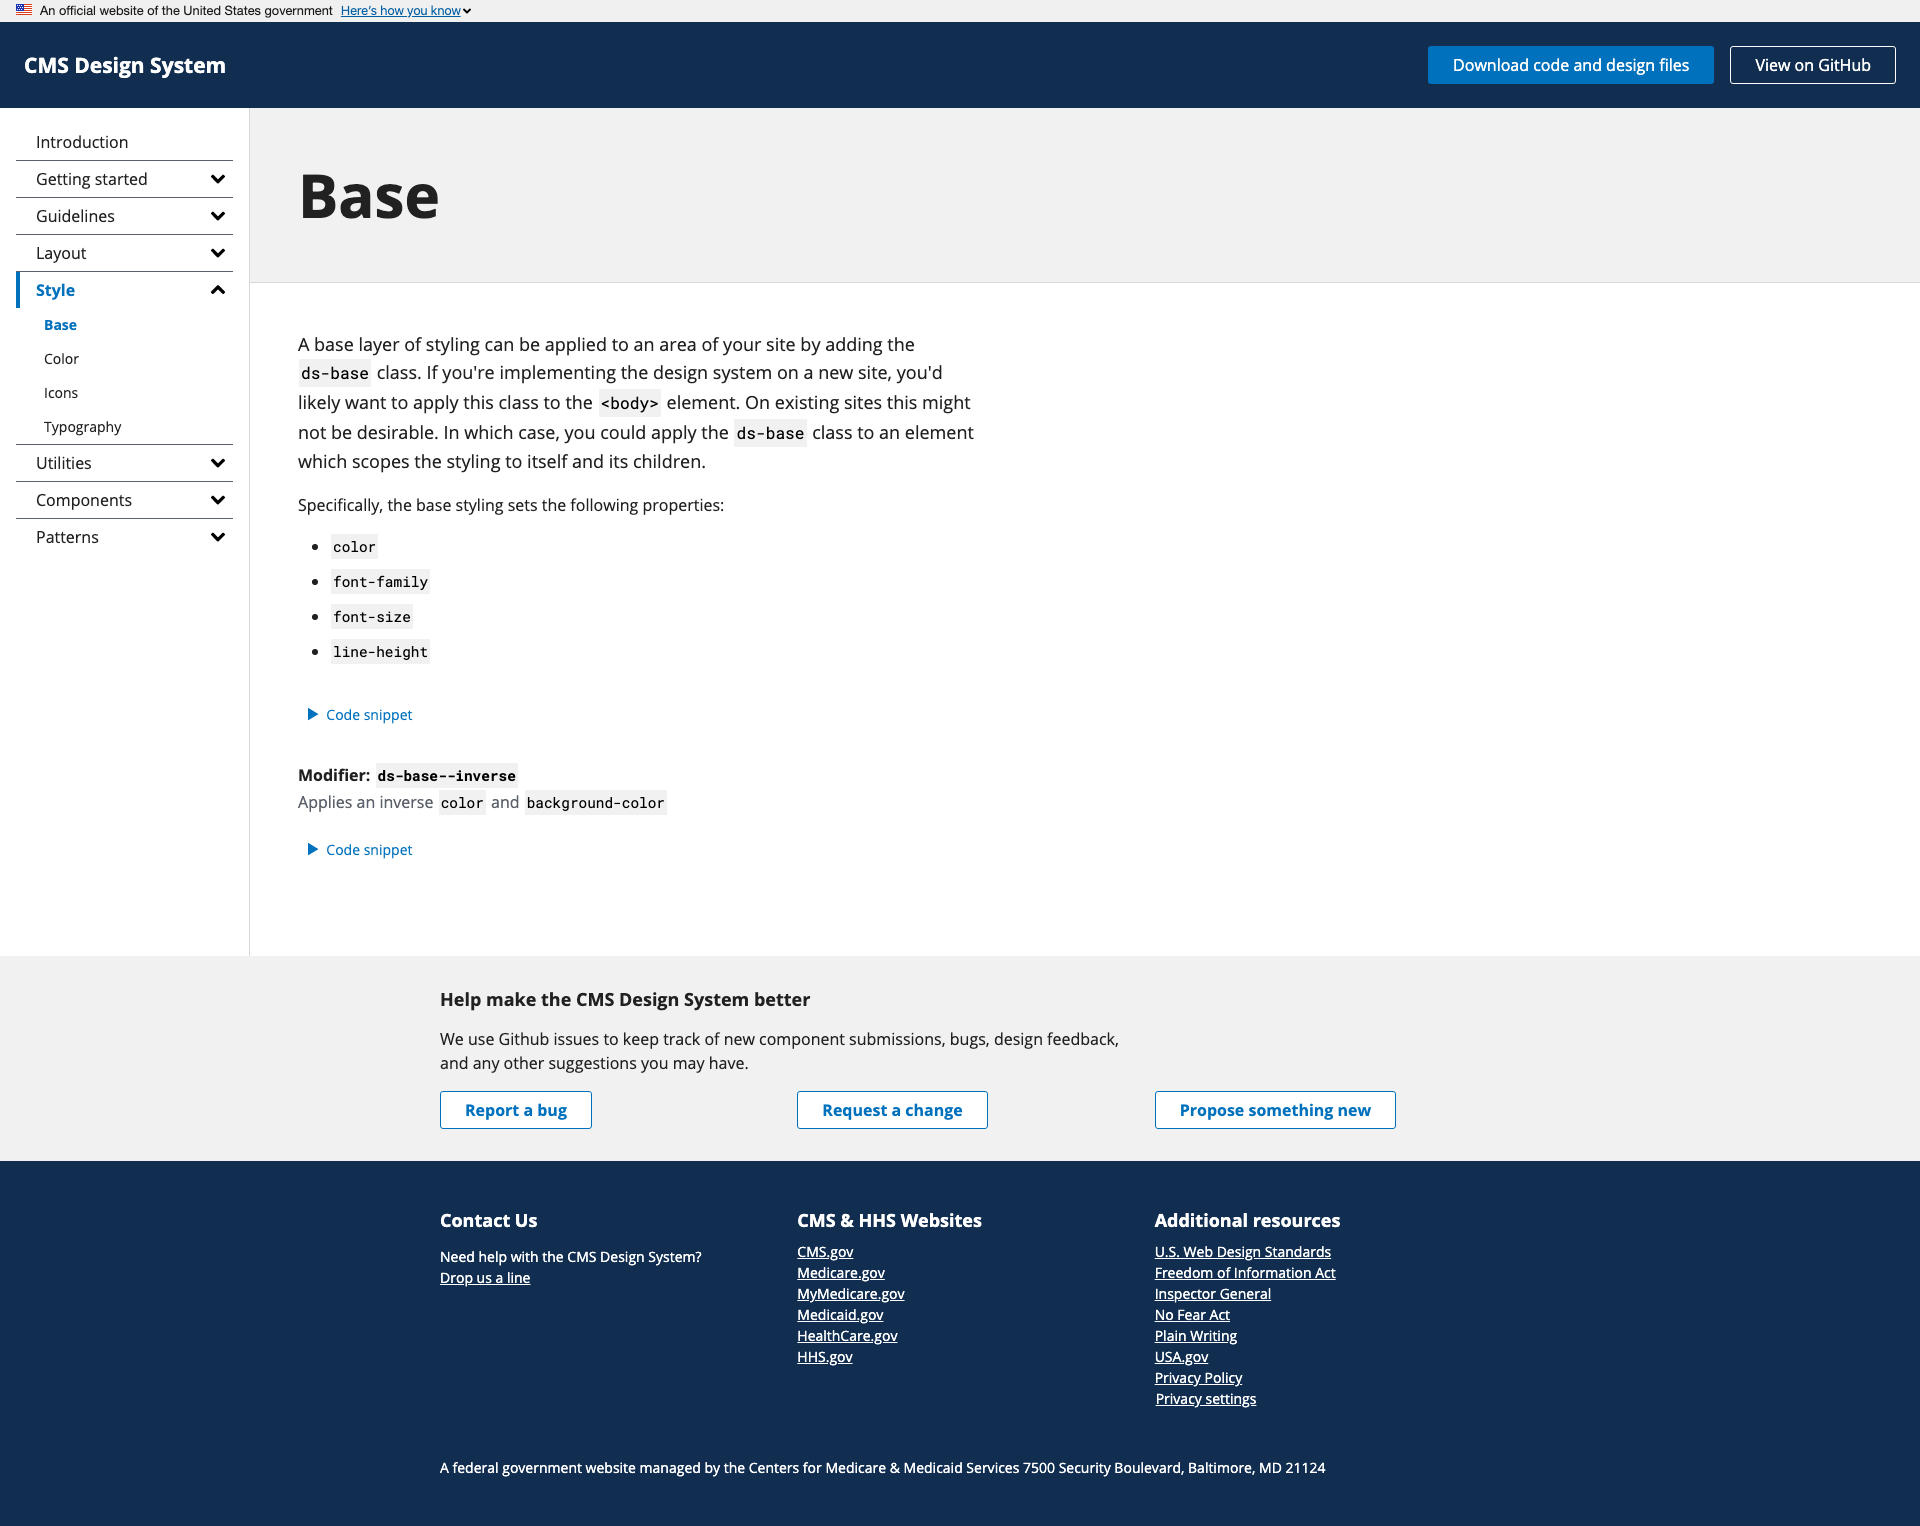 An official website of the United States government Here's how you know
CMS Design System
Download code and design files
View on GitHub
Introduction
Getting started
Guidelines
Layout
Style
Base
Color
Icons
Typography
Utilities
Components
Patterns
Base
A base layer of styling can be applied to an area of your site by adding the
ds-base class. If you're implementing the design system on a new site, you'd
likely want to apply this class to the <body> element. On existing sites this might
not be desirable. In which case, you could apply the ds-base class to an element
which scopes the styling to itself and its children.
Specifically, the base styling sets the following properties:
color
font-family
font-size
line-height
Code snippet
Modifier: ds-base--inverse
Applies an inverse color and background-color
Code snippet
Help make the CMS Design System better
We use Github issues to keep track of new component submissions, bugs, design feedback,
and any other suggestions you may have.
Report a bug
Request a change
Propose something new
Contact Us
Need help with the CMS Design System?
Drop us a line
CMS & HHS Websites
CMS.gov
Medicare.gov
MyMedicare.gov
Medicaid.gov
HealthCare.gov
HHS.gov
Additional resources
U.S. Web Design Standards
Freedom of Information Act
Inspector General
No Fear Act
Plain Writing
USA.gov
Privacy Policy
Privacy settings
A federal government website managed by the Centers for Medicare & Medicaid Services 7500 Security Boulevard, Baltimore, MD 21124